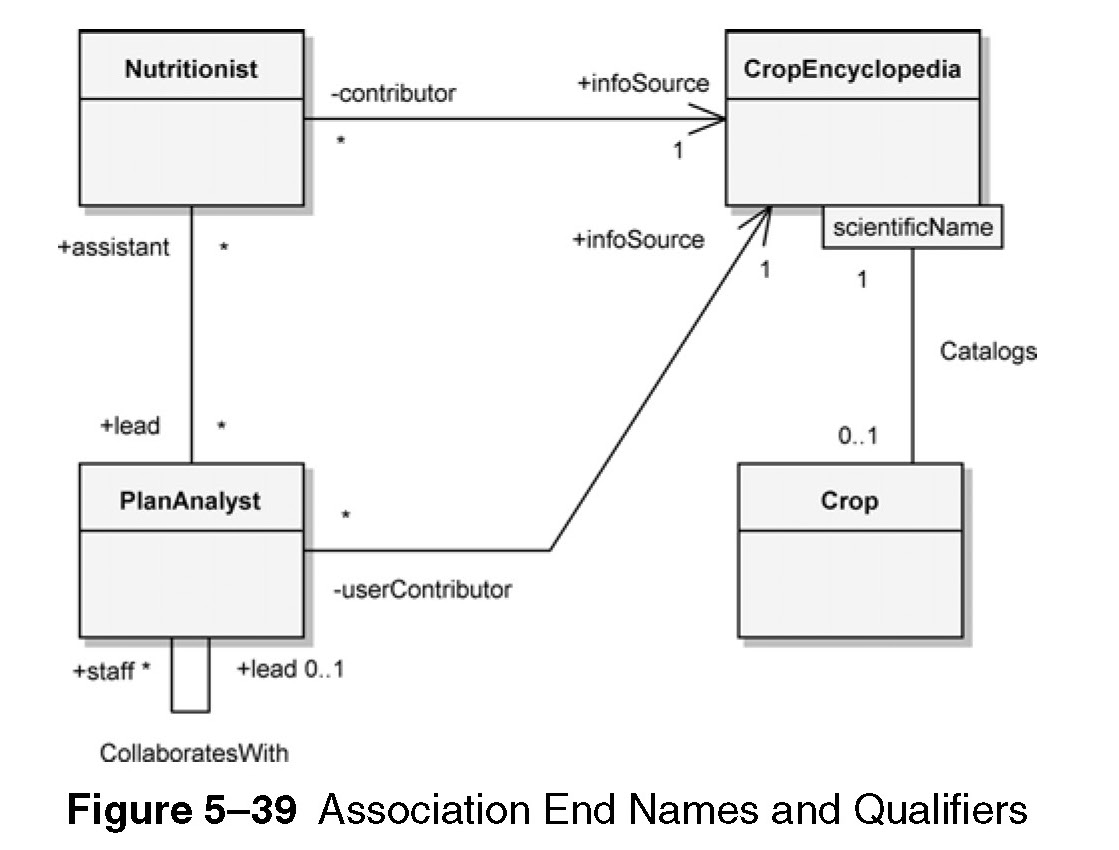 Nutritionist
CropEncyclopedia
-contributor
+infoSource
*
1
scientificName
+assistant
*
+infoSource
1
1
Catalogs
+lead
*
0..1
PlanAnalyst
Crop
*
-userContributor
+staff *
+lead 0..1
CollaboratesWith
Figure 5–39 Association End Names and Qualifiers